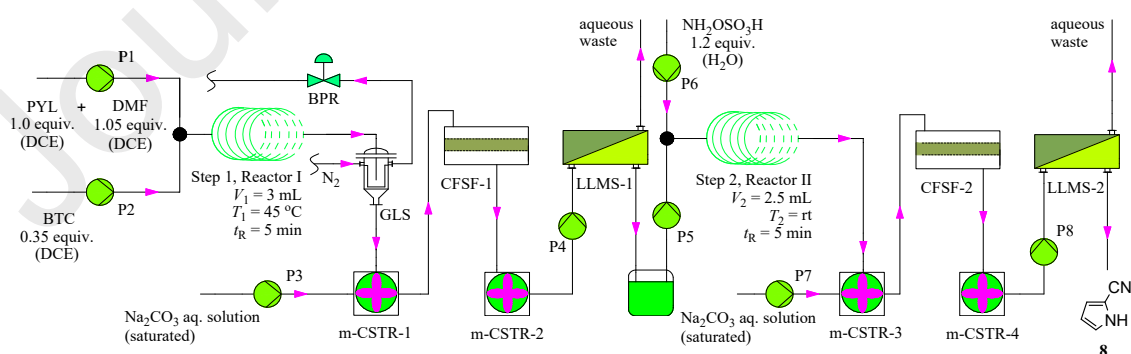 Jou
P1
PYL + DMF
1.0 equiv. 1.05 equiv.
(DCE) (DCE)
P2
BTC
0.35 equiv.
(DCE)
BPR
N2
GLS
Step 1, Reactor I
V1 = 3 mL
T1 = 45 °C
tR = 5 min
P3
Na2CO3 aq. solution
(saturated)
m-CSTR-1
CFSF-1
m-CSTR-2
P4
LLMS-1
aqueous
waste
NH2OSO3H
1.2 equiv.
(H2O)
P6
P5
Step 2, Reactor II
V2 = 2.5 mL
T2 = rt
tR = 5 min
P7
Na2CO3 aq. solution
(saturated)
m-CSTR-3
CFSF-2
m-CSTR-4
P8
LLMS-2
aqueous
waste
CN
NH
8